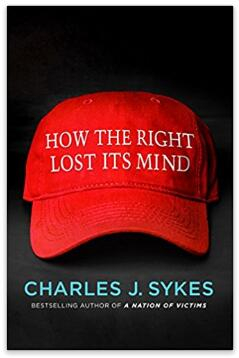 HOW THE RIGHT
LOST ITS MIND
CHARLES J. SYKES
BESTSELLING AUTHOR OF A NATION OF VICTIMS